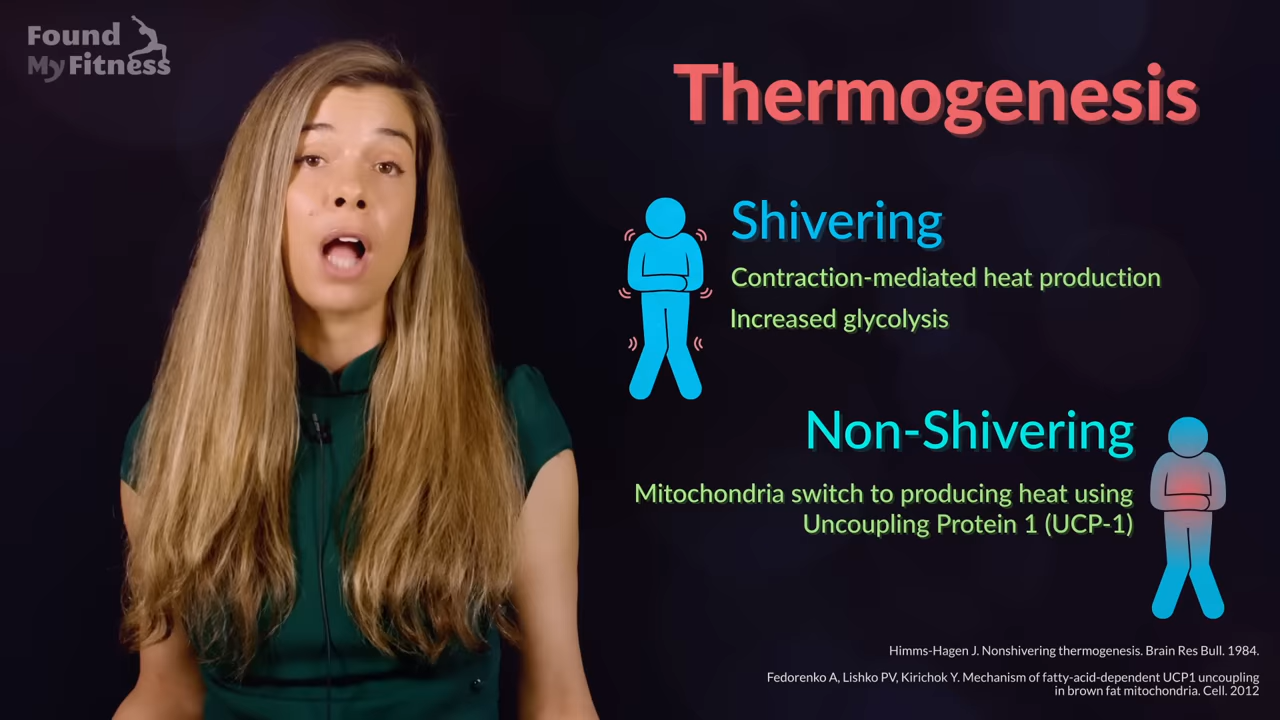 Found
My Fitness
Thermogenesis
Shivering
Contraction-mediated heat production
Increased glycolysis
Non-Shivering
Mitochondria switch to producing heat using
Uncoupling Protein 1 (UCP-1)
Himms-Hagen J. Nonshivering thermogenesis. Brain Res Bull. 1984.
Fedorenko A, Lishko PV, Kirichok Y. Mechanism of fatty-acid-dependent UCP1 uncoupling
in brown fat mitochondria. Cell. 2012